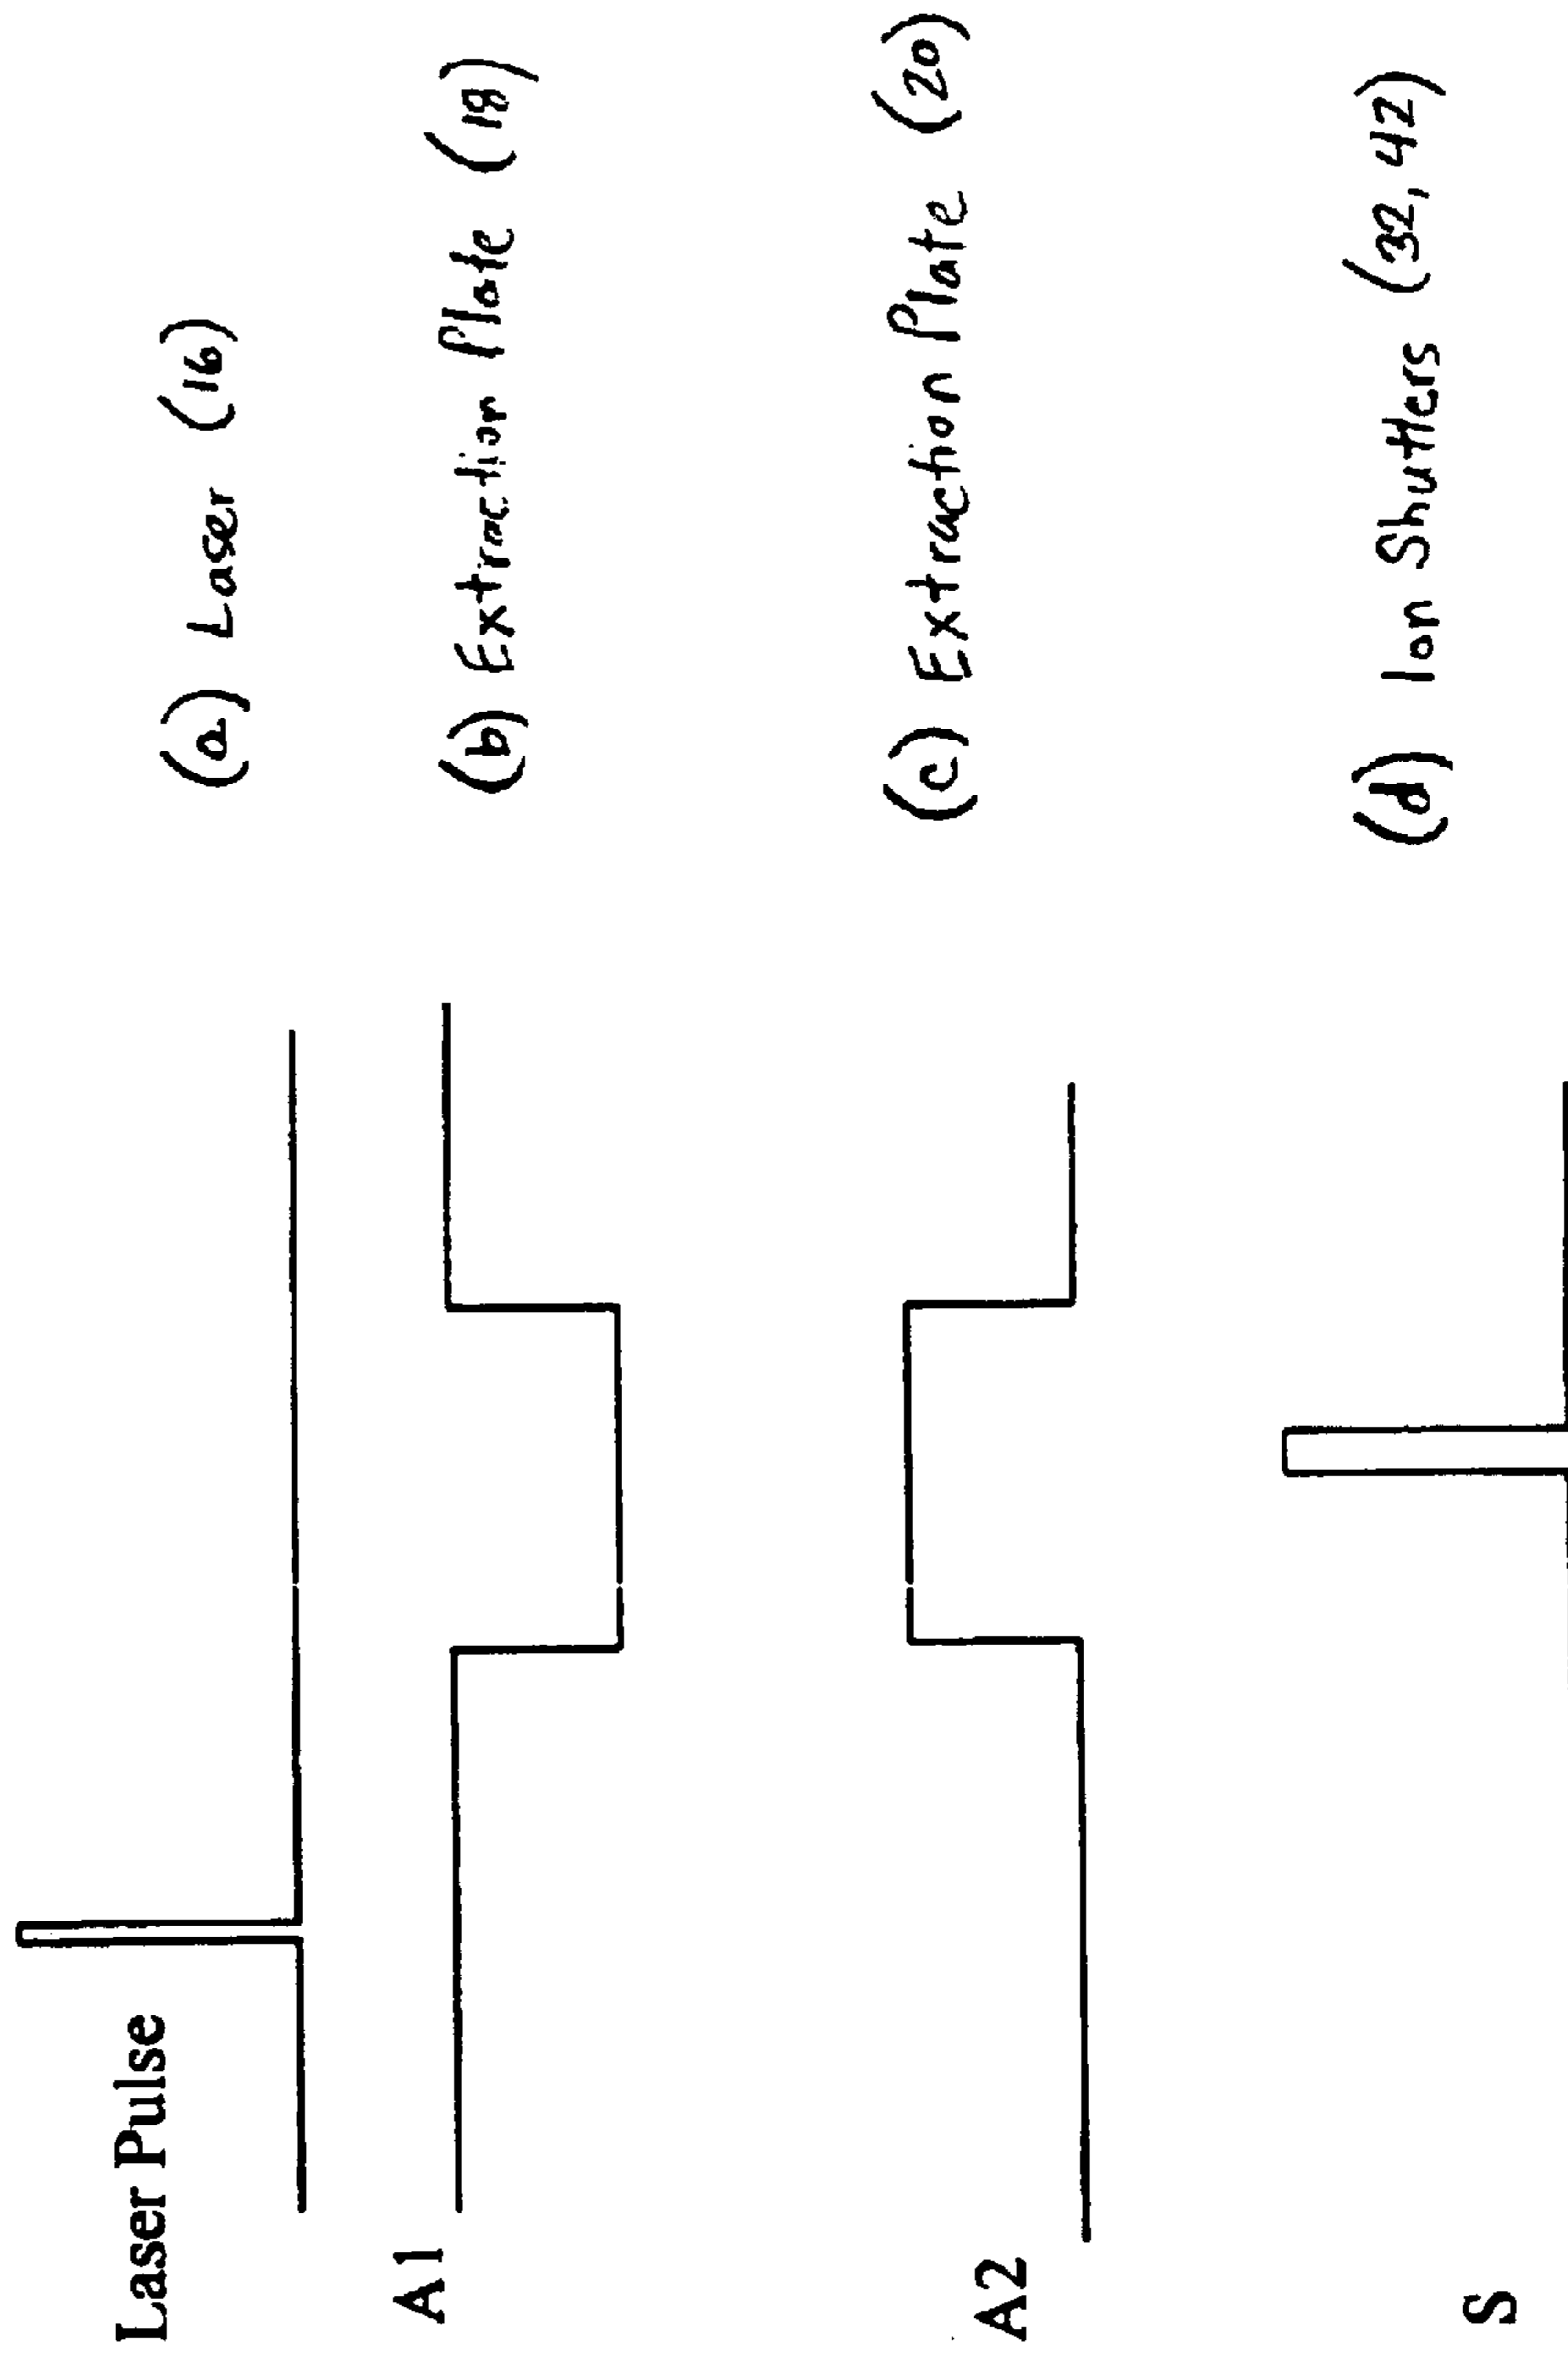 Laser Pulse
(a) Laser (16)
A1
(b) Extraction Plate (18)
A2
(c) Extraction Plate (20)
S
(d) Ion Shutters (32, 42)